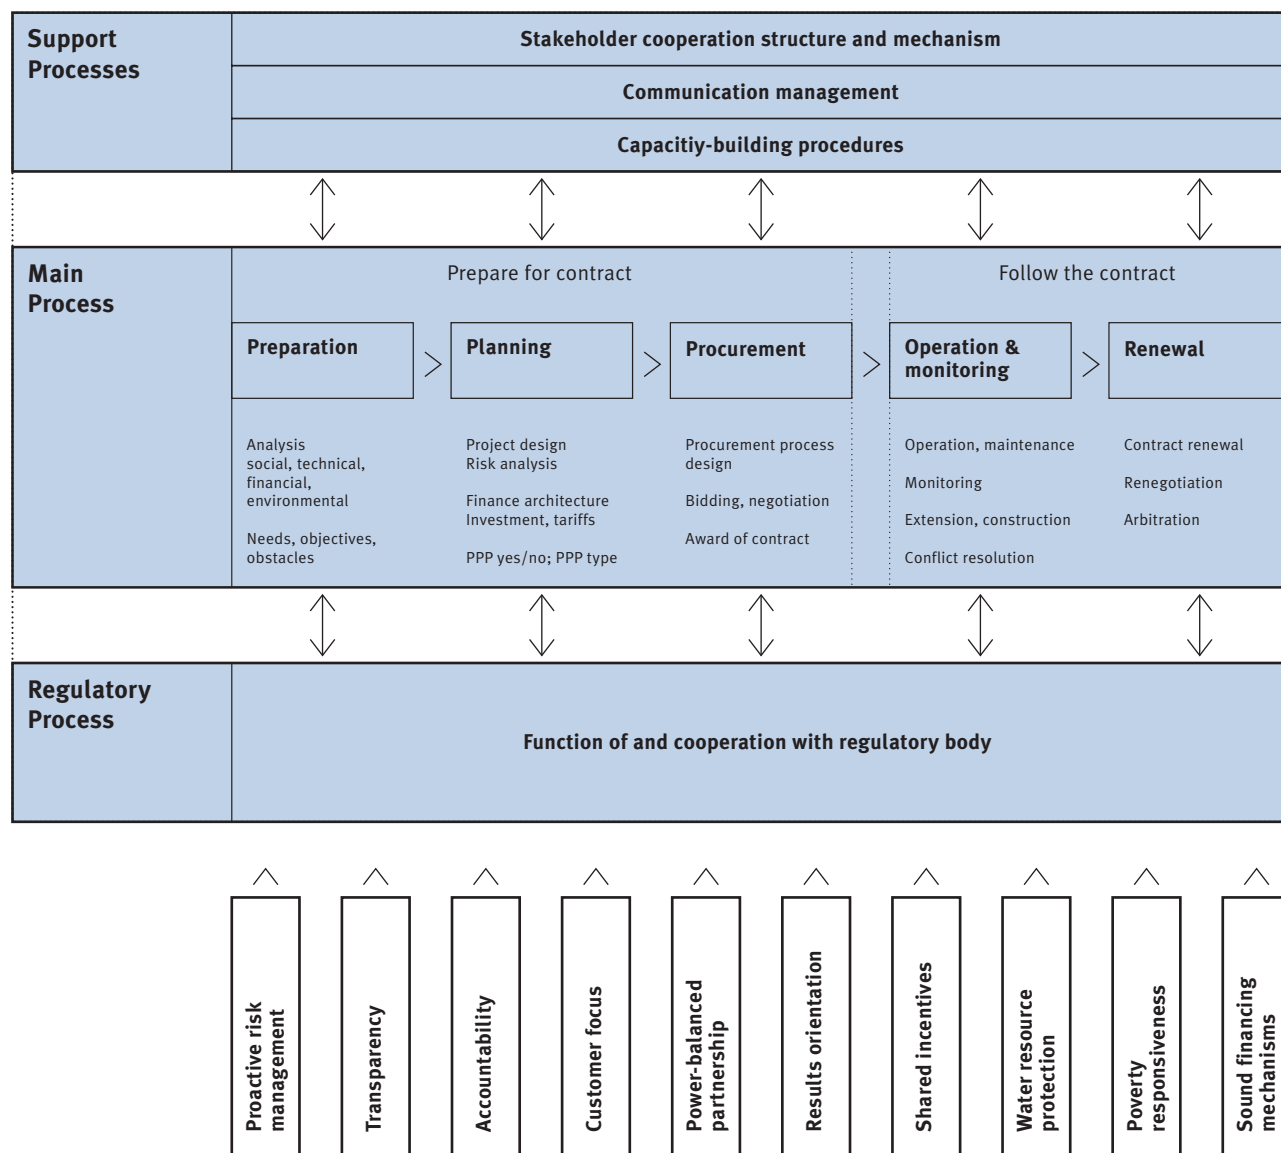 Support
Processes
Stakeholder cooperation structure and mechanism
Communication management
Capacitiy-building procedures
Main
Process
Prepare for contract
Follow the contract
Preparation
Planning
Procurement
Operation &
monitoring
Renewal
Analysis
social, technical,
financial,
environmental
Needs, objectives,
obstacles
Project design
Risk analysis
Finance architecture
Investment, tariffs
PPP yes/no; PPP type
Procurement process
design
Bidding, negotiation
Award of contract
Operation, maintenance
Monitoring
Extension, construction
Conflict resolution
Contract renewal
Renegotiation
Arbitration
Regulatory
Process
Function of and cooperation with regulatory body
Proactive risk
management
Transparency
Accountability
Customer focus
Power-balanced
partnership
Results orientation
Shared incentives
Water resource
protection
Poverty
responsiveness
Sound financing
mechanisms